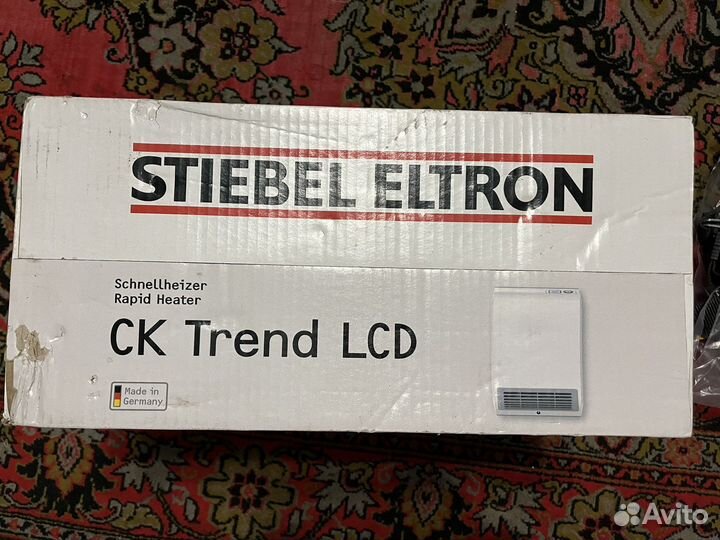 STIEBEL ELTRON
Schnellheizer
Rapid Heater
CK Trend LCD
Made in
Germany
Avito